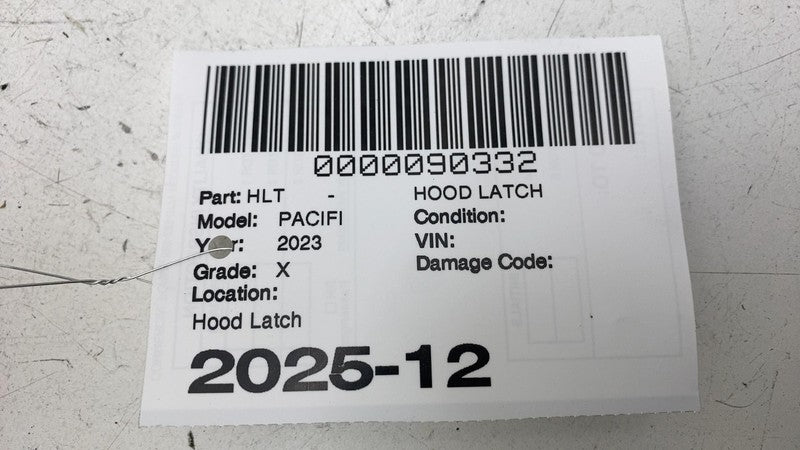 0000090332
Part: HLT - HOOD LATCH
Model: PACIFI Condition:
Year: 2023 VIN:
Grade: X Damage Code:
Location:
Hood Latch
2025-12